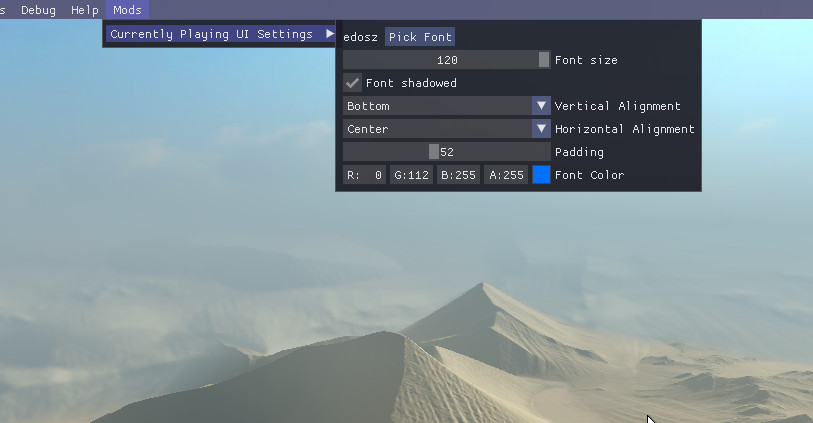 s Debug Help Mods
Currently Playing UI Settings
edosz Pick Font
120 Font size
Font shadowed
Bottom Vertical Alignment
Center Horizontal Alignment
52 Padding
R: 0 G:112 B:255 A:255 Font Color